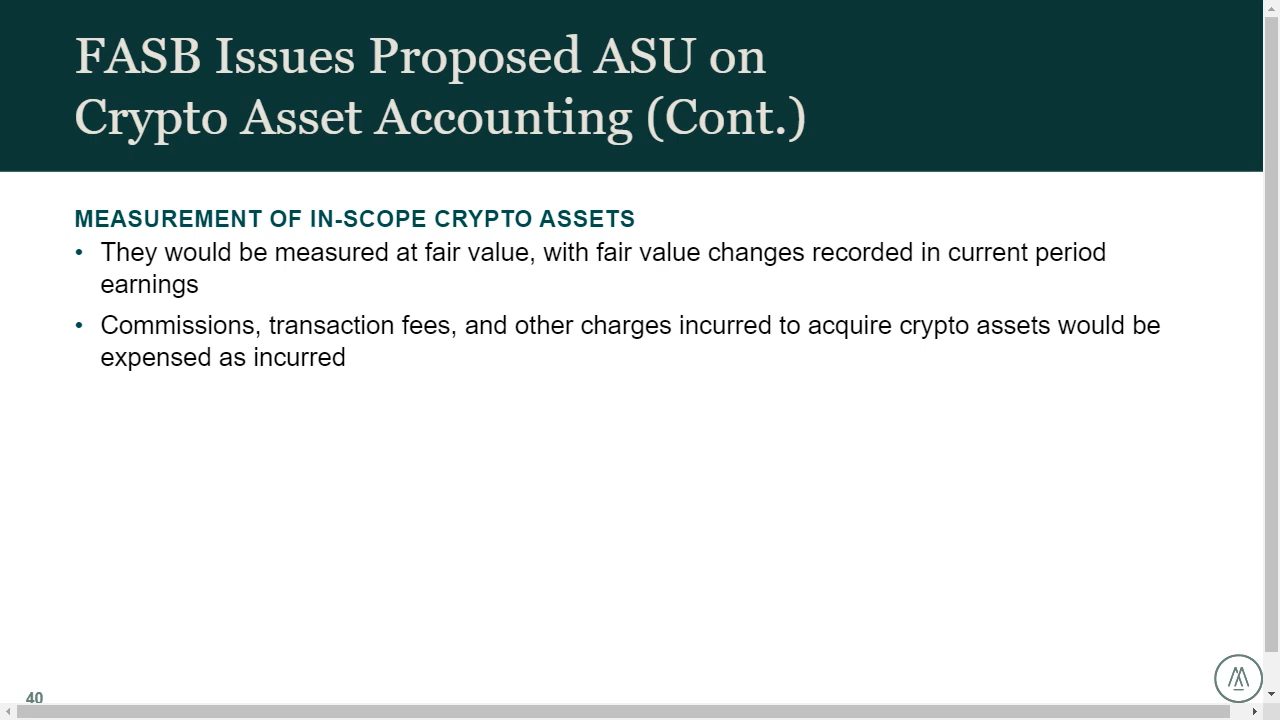 FASB Issues Proposed ASU on
Crypto Asset Accounting (Cont.)
MEASUREMENT OF IN-SCOPE CRYPTO ASSETS
• They would be measured at fair value, with fair value changes recorded in current period
earnings
• Commissions, transaction fees, and other charges incurred to acquire crypto assets would be
expensed as incurred
40